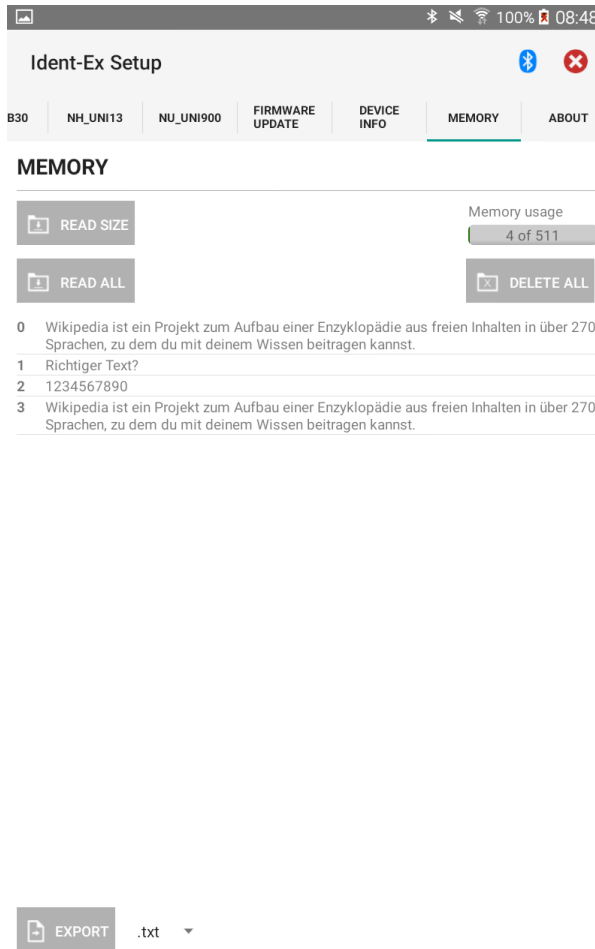 100% 08:48
Ident-Ex Setup
B30 NH_UNI13 NU_UNI900 FIRMWARE UPDATE DEVICE INFO MEMORY ABOUT
MEMORY
READ SIZE
Memory usage
4 of 511
READ ALL
DELETE ALL
0 Wikipedia ist ein Projekt zum Aufbau einer Enzyklopädie aus freien Inhalten in über 270
Sprachen, zu dem du mit deinem Wissen beitragen kannst.
1 Richtiger Text?
2 1234567890
3 Wikipedia ist ein Projekt zum Aufbau einer Enzyklopädie aus freien Inhalten in über 270
Sprachen, zu dem du mit deinem Wissen beitragen kannst.
EXPORT .txt